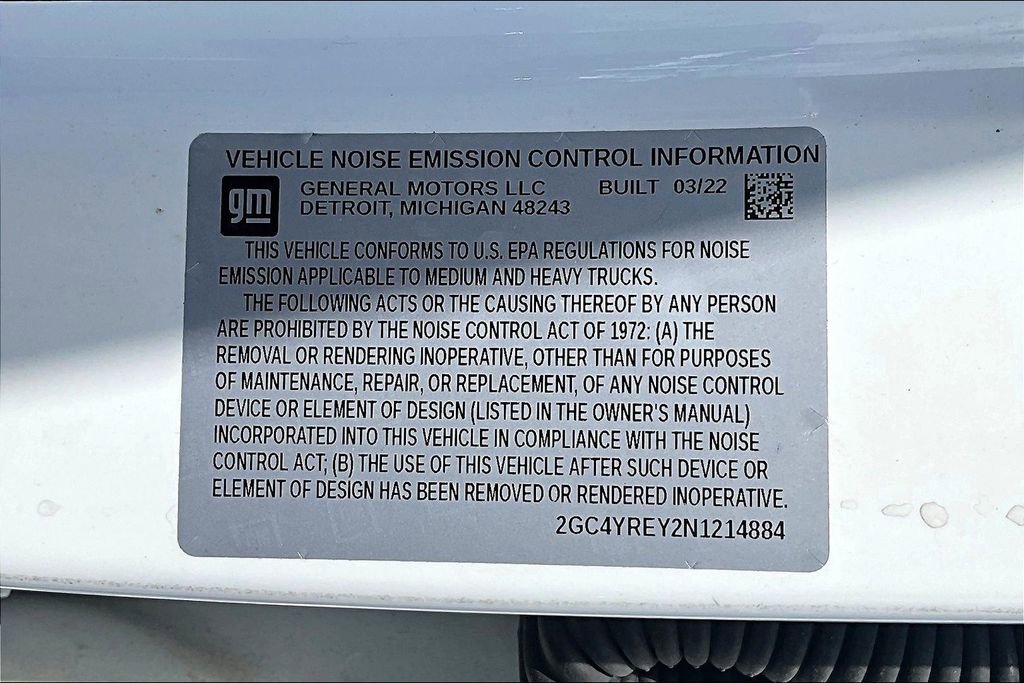 VEHICLE NOISE EMISSION CONTROL INFORMATION
gm
GENERAL MOTORS LLC BUILT 03/22
DETROIT, MICHIGAN 48243
THIS VEHICLE CONFORMS TO U.S. EPA REGULATIONS FOR NOISE
EMISSION APPLICABLE TO MEDIUM AND HEAVY TRUCKS.
THE FOLLOWING ACTS OR THE CAUSING THEREOF BY ANY PERSON
ARE PROHIBITED BY THE NOISE CONTROL ACT OF 1972: (A) THE
REMOVAL OR RENDERING INOPERATIVE, OTHER THAN FOR PURPOSES
OF MAINTENANCE, REPAIR, OR REPLACEMENT, OF ANY NOISE CONTROL
DEVICE OR ELEMENT OF DESIGN (LISTED IN THE OWNER'S MANUAL)
INCORPORATED INTO THIS VEHICLE IN COMPLIANCE WITH THE NOISE
CONTROL ACT; (B) THE USE OF THIS VEHICLE AFTER SUCH DEVICE OR
ELEMENT OF DESIGN HAS BEEN REMOVED OR RENDERED INOPERATIVE.
2GC4YREY2N1214884